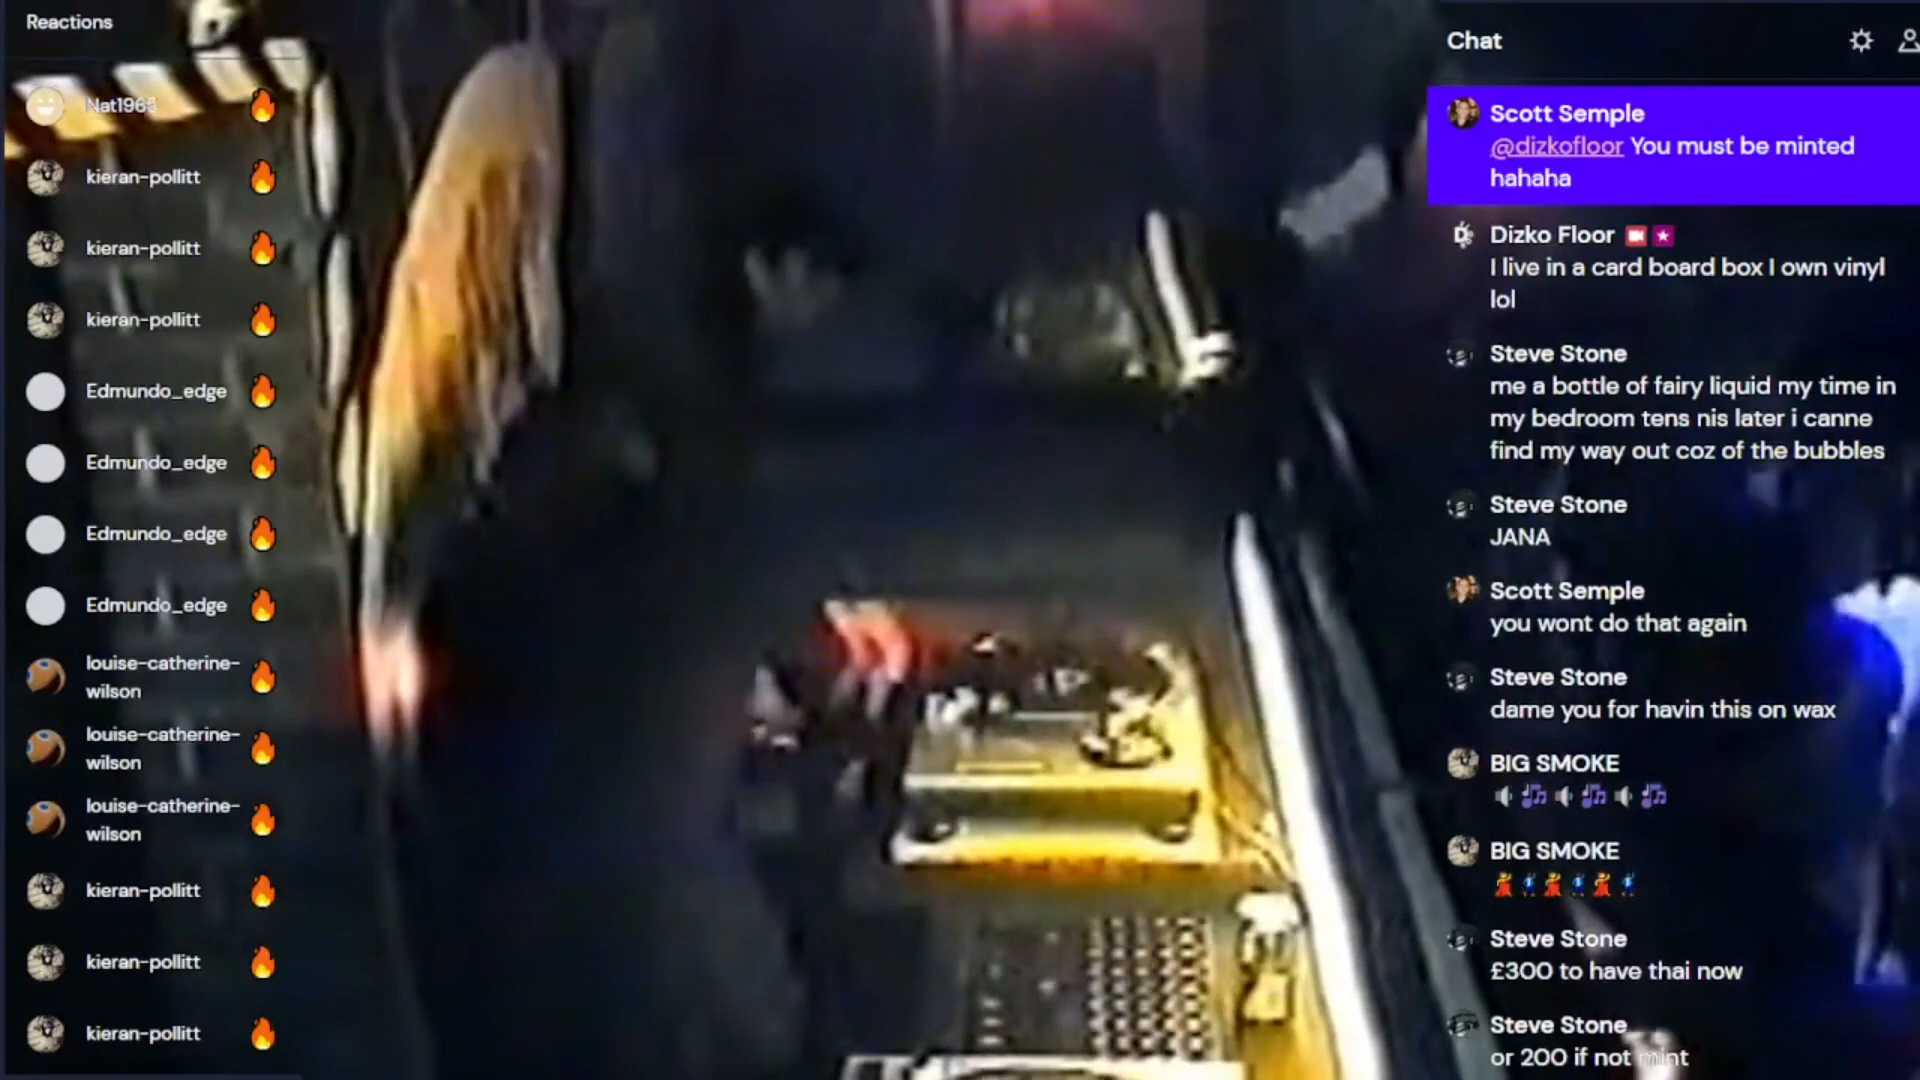 Reactions
Nat1965
kieran-pollitt
kieran-pollitt
kieran-pollitt
Edmundo_edge
Edmundo_edge
Edmundo_edge
Edmundo_edge
louise-catherine-
wilson
louise-catherine-
wilson
louise-catherine-
wilson
kieran-pollitt
kieran-pollitt
kieran-pollitt
Chat
Scott Semple
@dizkofloor You must be minted
hahaha
Dizko Floor
I live in a card board box I own vinyl
lol
Steve Stone
me a bottle of fairy liquid my time in
my bedroom tens nis later i canne
find my way out coz of the bubbles
Steve Stone
JANA
Scott Semple
you wont do that again
Steve Stone
dame you for havin this on wax
BIG SMOKE
BIG SMOKE
Steve Stone
£300 to have thai now
Steve Stone
or 200 if not mint